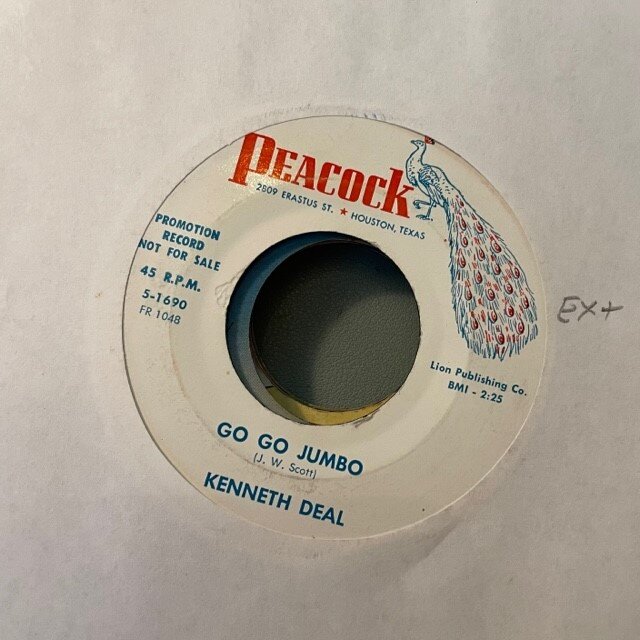 PEACOCK
2809 ERASTUS ST. ★ HOUSTON, TEXAS
PROMOTION
RECORD
NOT FOR SALE
45 R.P.M.
5-1690
FR 1048
EX+
Lion Publishing Co.
BMI - 2:25
GO GO JUMBO
(J. W. Scott)
KENNETH DEAL